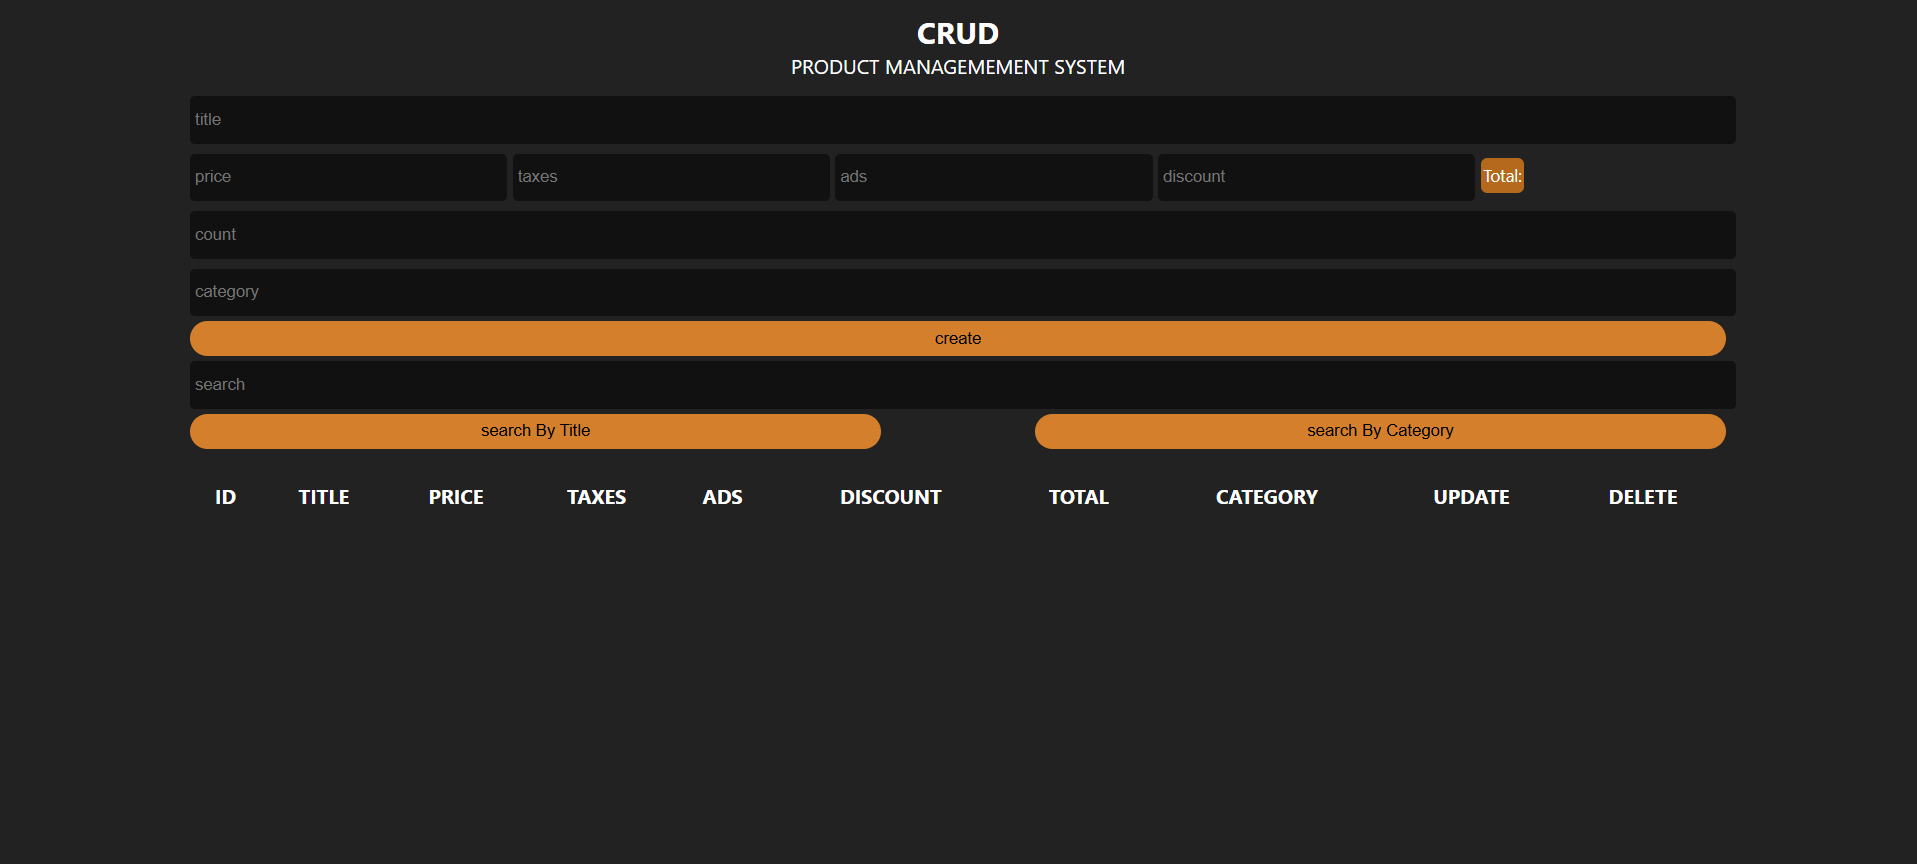 CRUD
PRODUCT MANAGEMEMENT SYSTEM
title
price taxes ads discount Total:
count
category
create
search
search By Title search By Category
ID TITLE PRICE TAXES ADS DISCOUNT TOTAL CATEGORY UPDATE DELETE